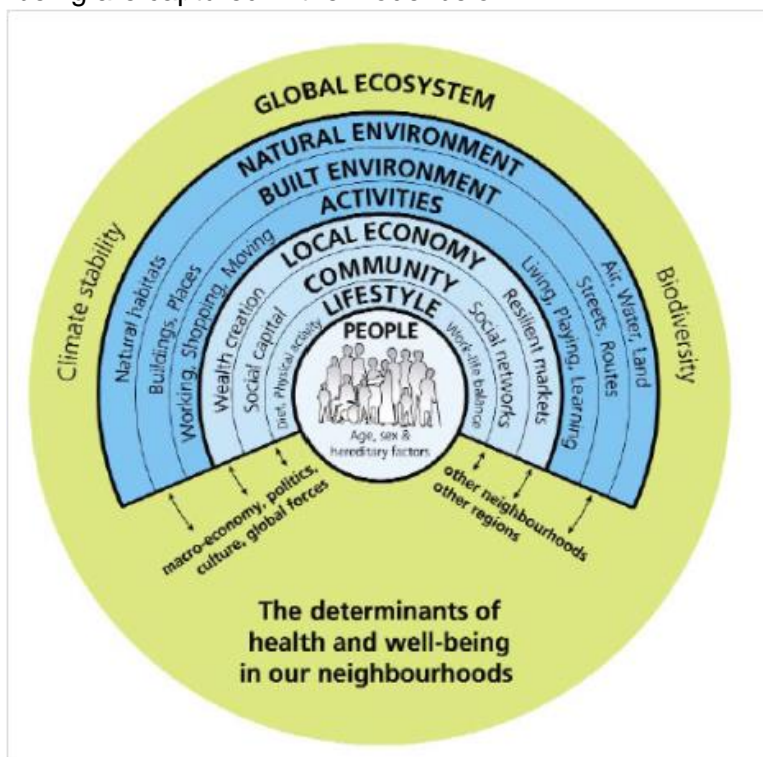 GLOBAL ECOSYSTEM
NATURAL ENVIRONMENT
BUILT ENVIRONMENT
ACTIVITIES
LOCAL ECONOMY
COMMUNITY
LIFESTYLE
PEOPLE
Age, sex &
hereditary factors
Climate stability
Natural habitats
Buildings, Places
Working, Shopping, Moving
Wealth creation
Social capital
Diet, Physical activity
Work-life balance
Social networks
Resilient markets
Living, Playing, Learning
Streets, Routes
Air, Water, Land
Biodiversity
macro-economy, politics,
culture, global forces
other neighbourhoods
other regions
The determinants of
health and well-being
in our neighbourhoods